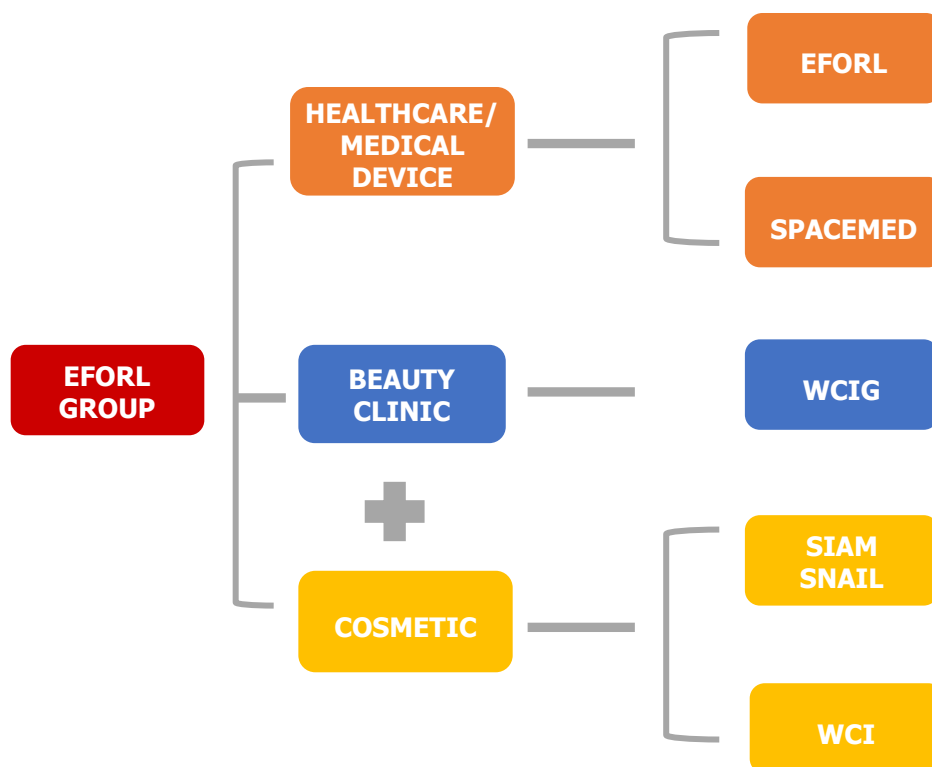 EFORL
GROUP
HEALTHCARE/
MEDICAL
DEVICE
EFORL
SPACEMED
BEAUTY
CLINIC
WCIG
COSMETIC
SIAM
SNAIL
WCI